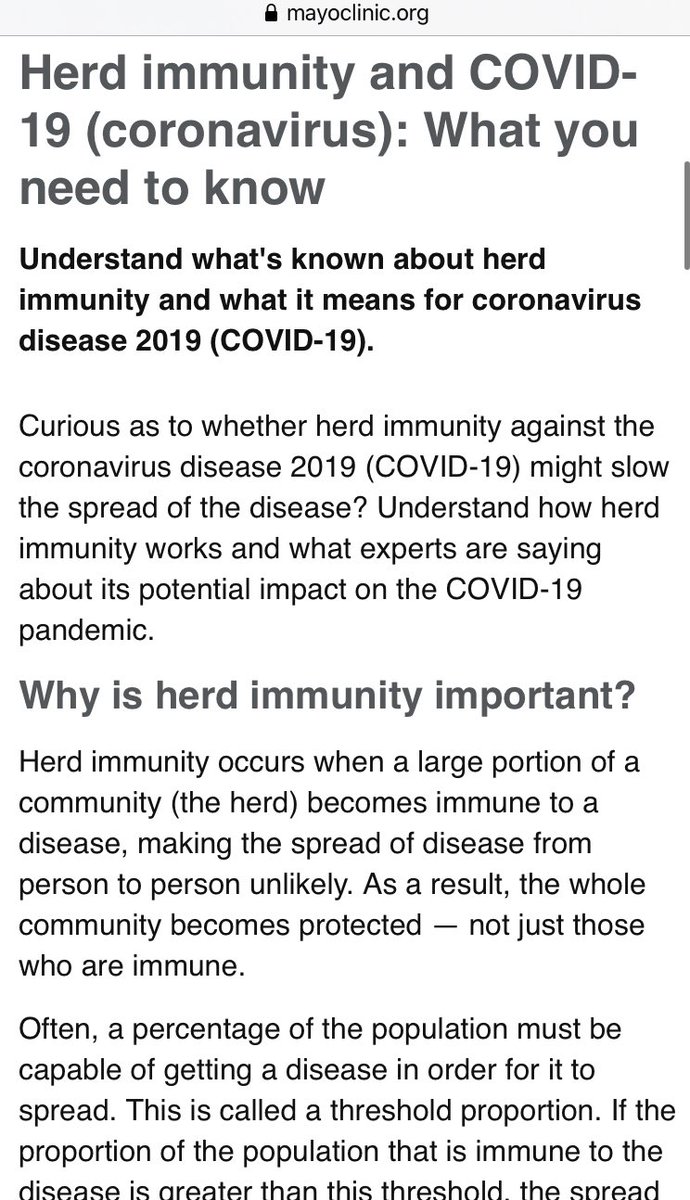 mayoclinic.org
Herd immunity and COVID-
19 (coronavirus): What you
need to know
Understand what's known about herd
immunity and what it means for coronavirus
disease 2019 (COVID-19).
Curious as to whether herd immunity against the
coronavirus disease 2019 (COVID-19) might slow
the spread of the disease? Understand how herd
immunity works and what experts are saying
about its potential impact on the COVID-19
pandemic.
Why is herd immunity important?
Herd immunity occurs when a large portion of a
community (the herd) becomes immune to a
disease, making the spread of disease from
person to person unlikely. As a result, the whole
community becomes protected — not just those
who are immune.
Often, a percentage of the population must be
capable of getting a disease in order for it to
spread. This is called a threshold proportion. If the
proportion of the population that is immune to the
disease is greater than this threshold, the spread